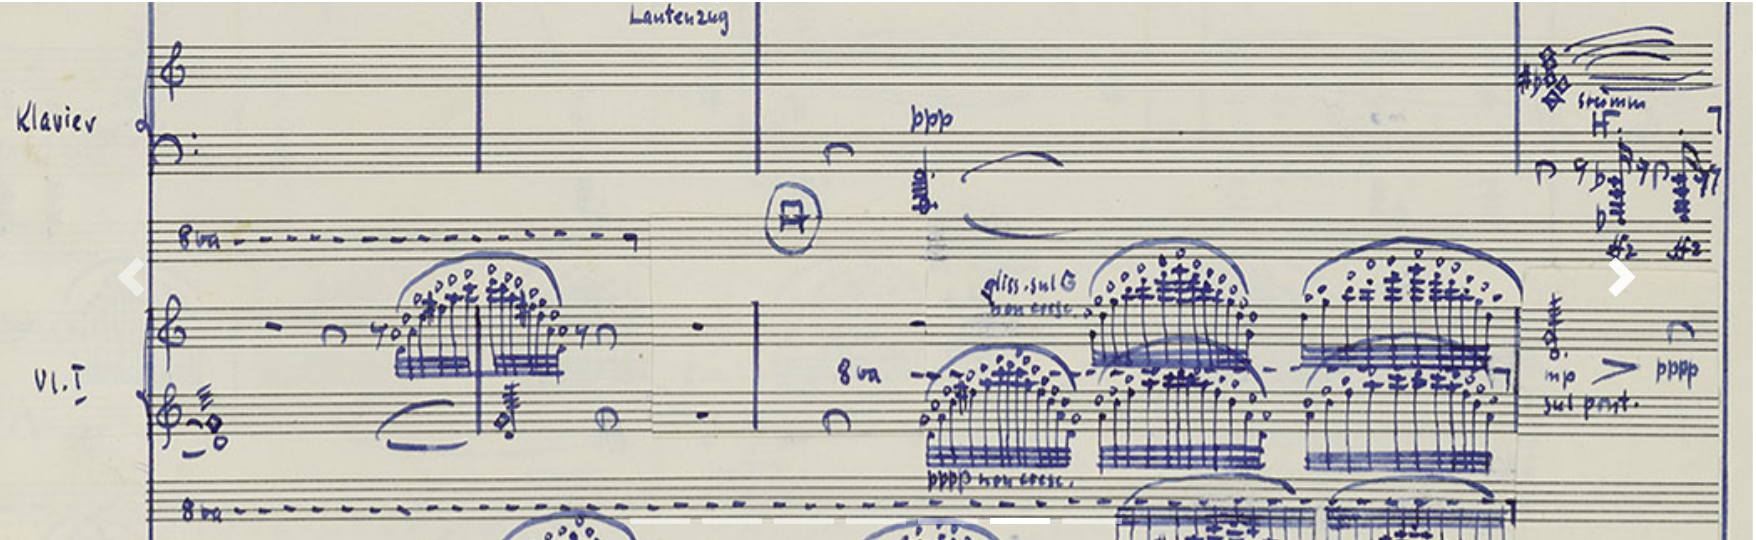 Lautenzug
Klavier
ppp
stumm
H.
8va
gliss. sul G
non cresc.
8va
Vl. I
mp > pppp
sul pont.
pppp non cresc.
8va